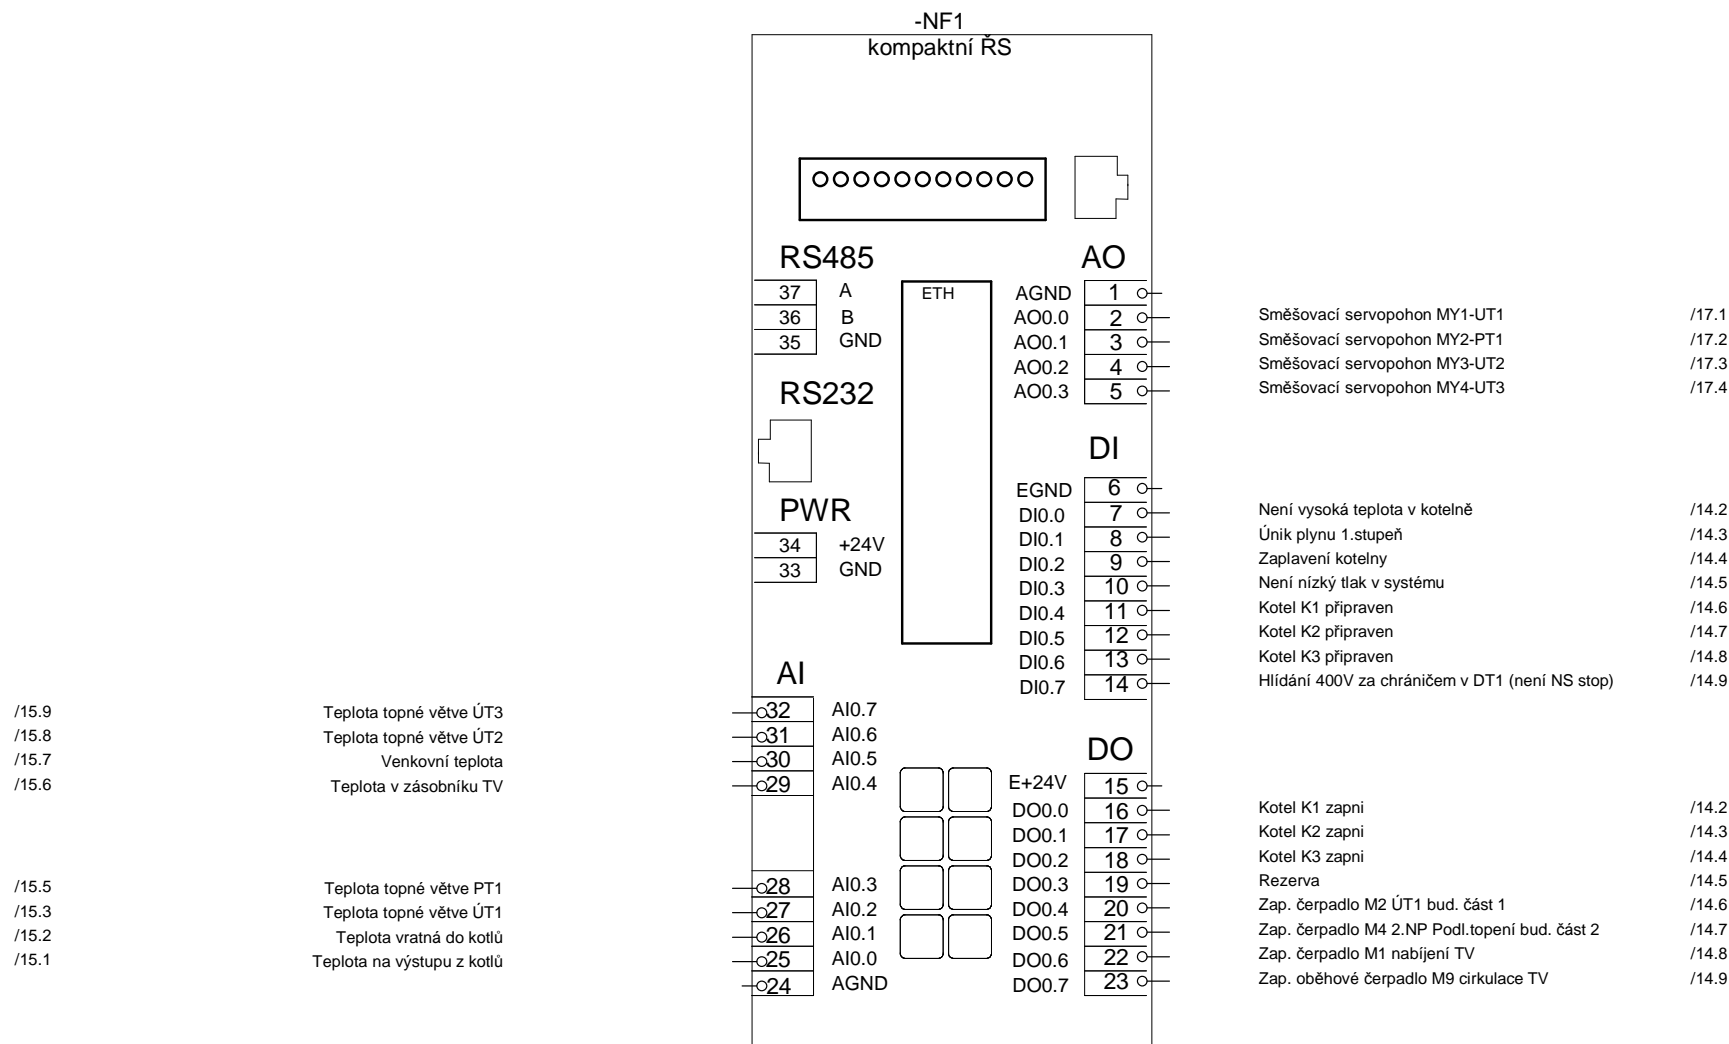 -NF1
kompaktní ŘS
RS485
37 A
36 B
35 GND
RS232
PWR
34 +24V
33 GND
ETH
AO
AGND 1
AO0.0 2 Směšovací servopohon MY1-UT1 /17.1
AO0.1 3 Směšovací servopohon MY2-PT1 /17.2
AO0.2 4 Směšovací servopohon MY3-UT2 /17.3
AO0.3 5 Směšovací servopohon MY4-UT3 /17.4
DI
EGND 6
DI0.0 7 Není vysoká teplota v kotelně /14.2
DI0.1 8 Únik plynu 1.stupeň /14.3
DI0.2 9 Zaplavení kotelny /14.4
DI0.3 10 Není nízký tlak v systému /14.5
DI0.4 11 Kotel K1 připraven /14.6
DI0.5 12 Kotel K2 připraven /14.7
DI0.6 13 Kotel K3 připraven /14.8
DI0.7 14 Hlídání 400V za chráničem v DT1 (není NS stop) /14.9
AI
/15.9 Teplota topné větve ÚT3 32 AI0.7
/15.8 Teplota topné větve ÚT2 31 AI0.6
/15.7 Venkovní teplota 30 AI0.5
/15.6 Teplota v zásobníku TV 29 AI0.4
/15.5 Teplota topné větve PT1 28 AI0.3
/15.3 Teplota topné větve ÚT1 27 AI0.2
/15.2 Teplota vratná do kotlů 26 AI0.1
/15.1 Teplota na výstupu z kotlů 25 AI0.0
24 AGND
DO
E+24V 15
DO0.0 16 Kotel K1 zapni /14.2
DO0.1 17 Kotel K2 zapni /14.3
DO0.2 18 Kotel K3 zapni /14.4
DO0.3 19 Rezerva /14.5
DO0.4 20 Zap. čerpadlo M2 ÚT1 bud. část 1 /14.6
DO0.5 21 Zap. čerpadlo M4 2.NP Podl.topení bud. část 2 /14.7
DO0.6 22 Zap. čerpadlo M1 nabíjení TV /14.8
DO0.7 23 Zap. oběhové čerpadlo M9 cirkulace TV /14.9